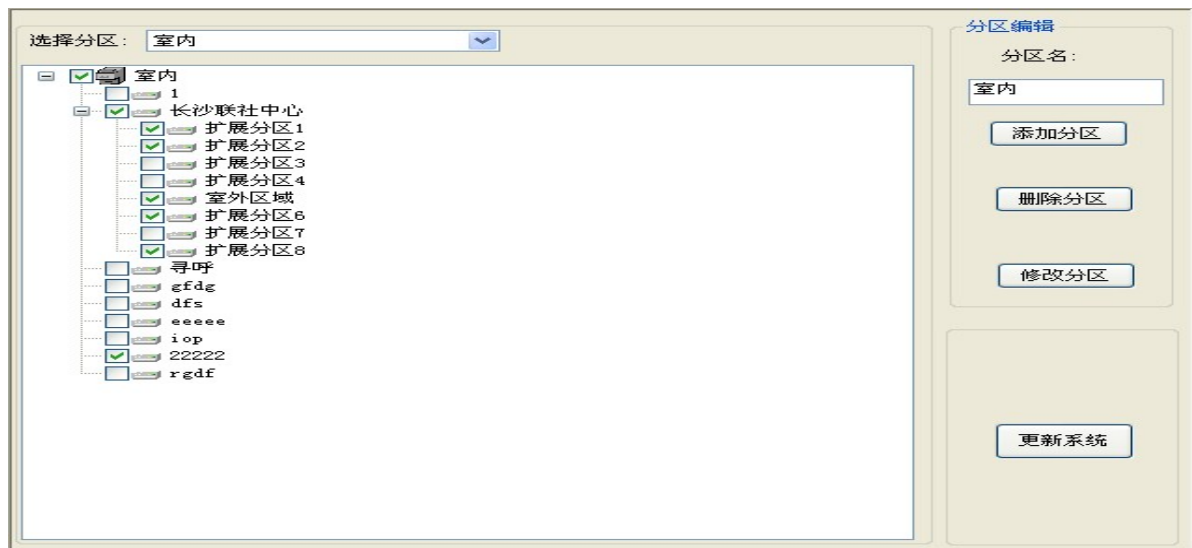 选择分区： 室内
室内
1
长沙联社中心
扩展分区1
扩展分区2
扩展分区3
扩展分区4
室外区域
扩展分区6
扩展分区7
扩展分区8
寻呼
gfdg
dfs
eeeee
iop
22222
rgdf
分区编辑
分区名：
室内
添加分区
删除分区
修改分区
更新系统